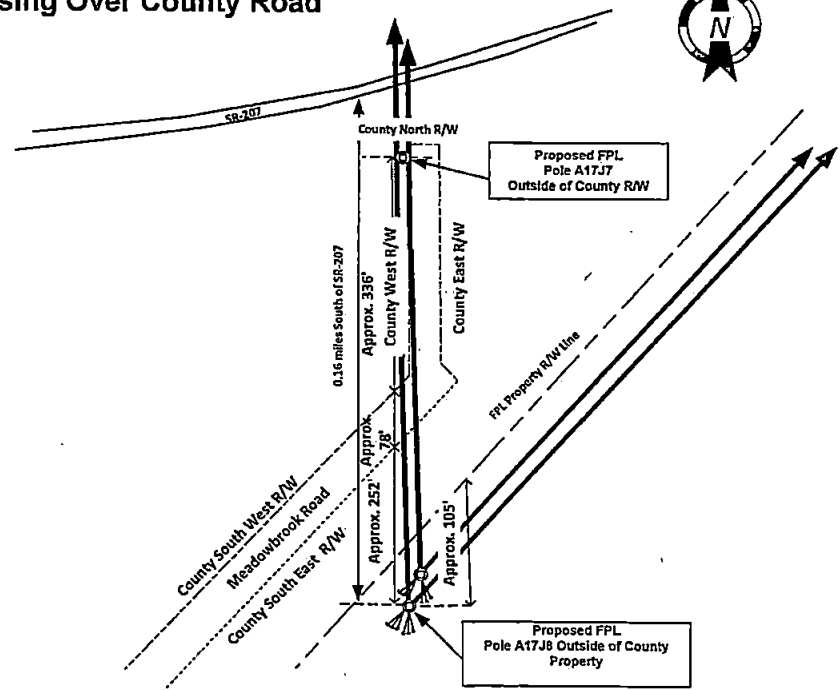 sing Over County Road
N
SR-207
County North R/W
Proposed FPL
Pole A17J7
Outside of County R/W
0.16 miles South of SR-207
Approx. 336'
County West R/W
County East R/W
FPL Property R/W Line
Approx.
78'
Approx. 252'
Approx. 105'
County South West R/W
Meadowbrook Road
County South East R/W
Proposed FPL
Pole A17J8 Outside of County
Property